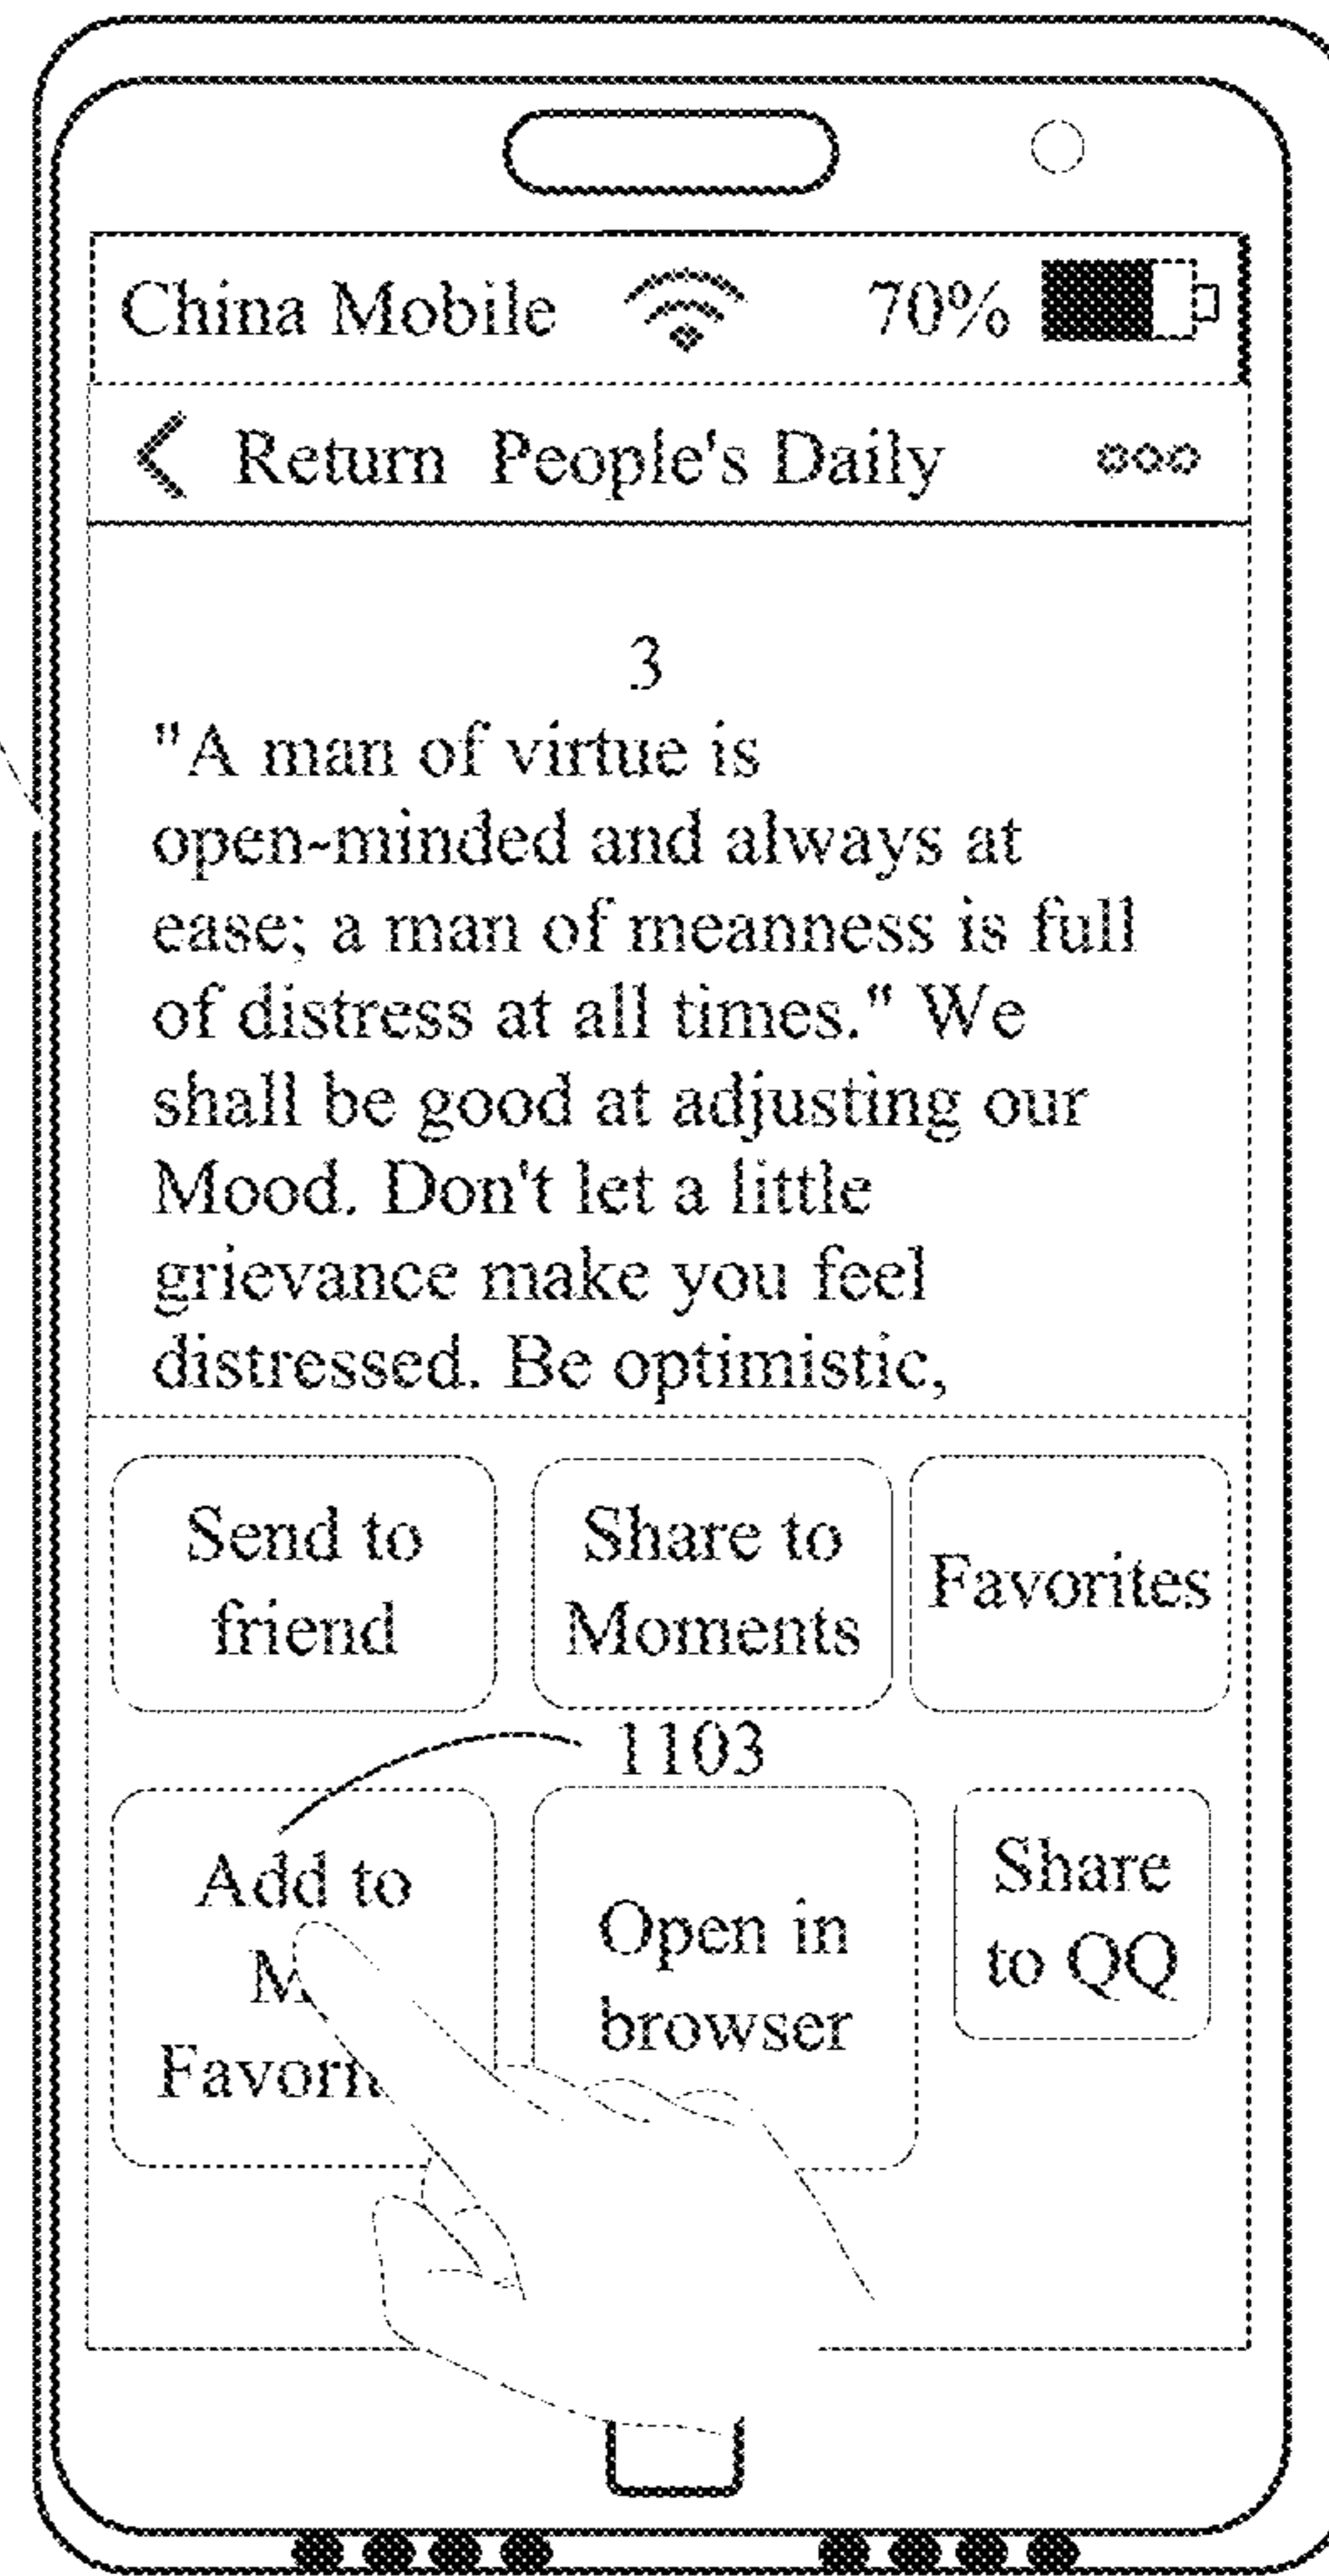 China Mobile 70%
Return People's Daily
3
"A man of virtue is
open-minded and always at
ease; a man of meanness is full
of distress at all times." We
shall be good at adjusting our
Mood. Don't let a little
grievance make you feel
distressed. Be optimistic,
Send to
friend
Share to
Moments
Favorites
1103
Add to
Open in
browser
Share
to QQ